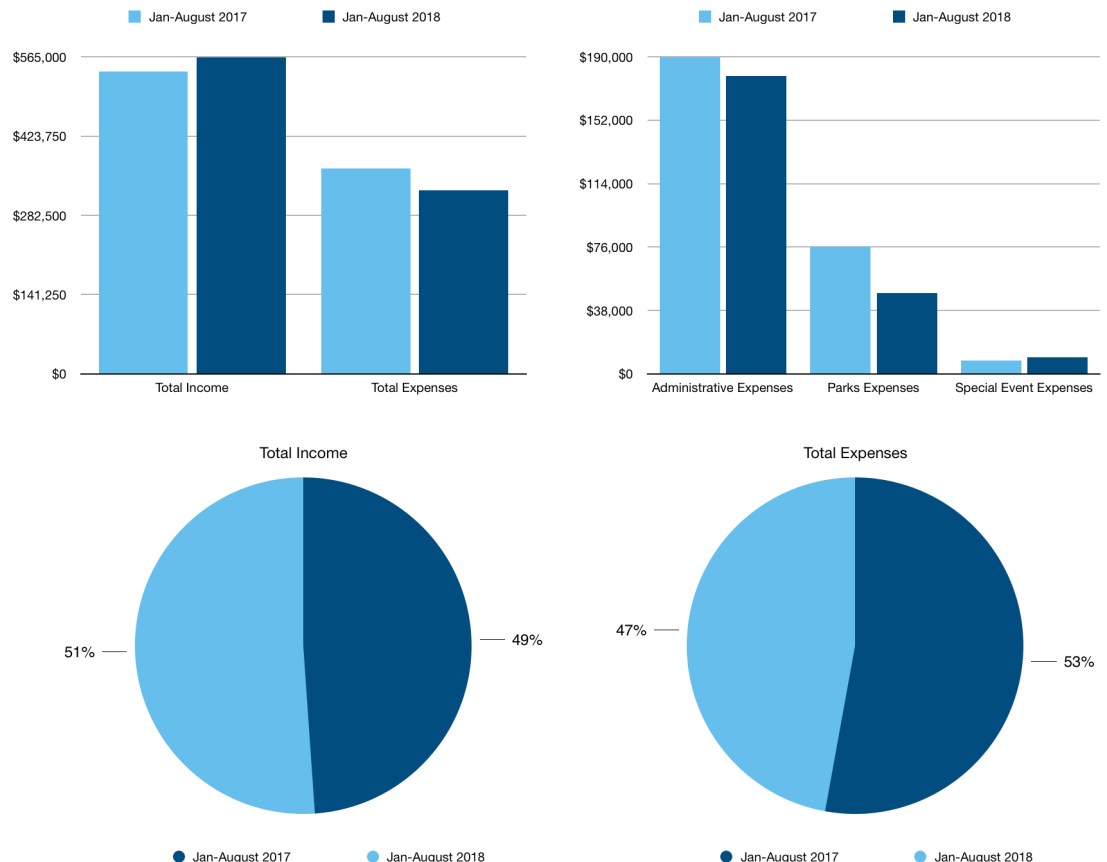 Jan-August 2017 Jan-August 2018
$565,000
$423,750
$282,500
$141,250
$0
Total Income Total Expenses
Jan-August 2017 Jan-August 2018
$190,000
$152,000
$114,000
$76,000
$38,000
$0
Administrative Expenses Parks Expenses Special Event Expenses
Total Income
51%
49%
Jan-August 2017 Jan-August 2018
Total Expenses
47%
53%
Jan-August 2017 Jan-August 2018